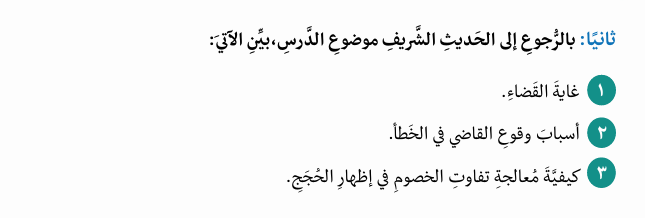 ثانيًا: بالرُّجوعِ إلى الحَديثِ الشَّريفِ موضوعِ الدَّرسِ،بيِّنِ الآتيَ:
١ غايةَ القَضاءِ.
٢ أسبابَ وقوعِ القاضي في الخَطأ.
٣ كيفيَّةَ مُعالجةِ تفاوتِ الخصومِ في إظهارِ الحُجَجِ.